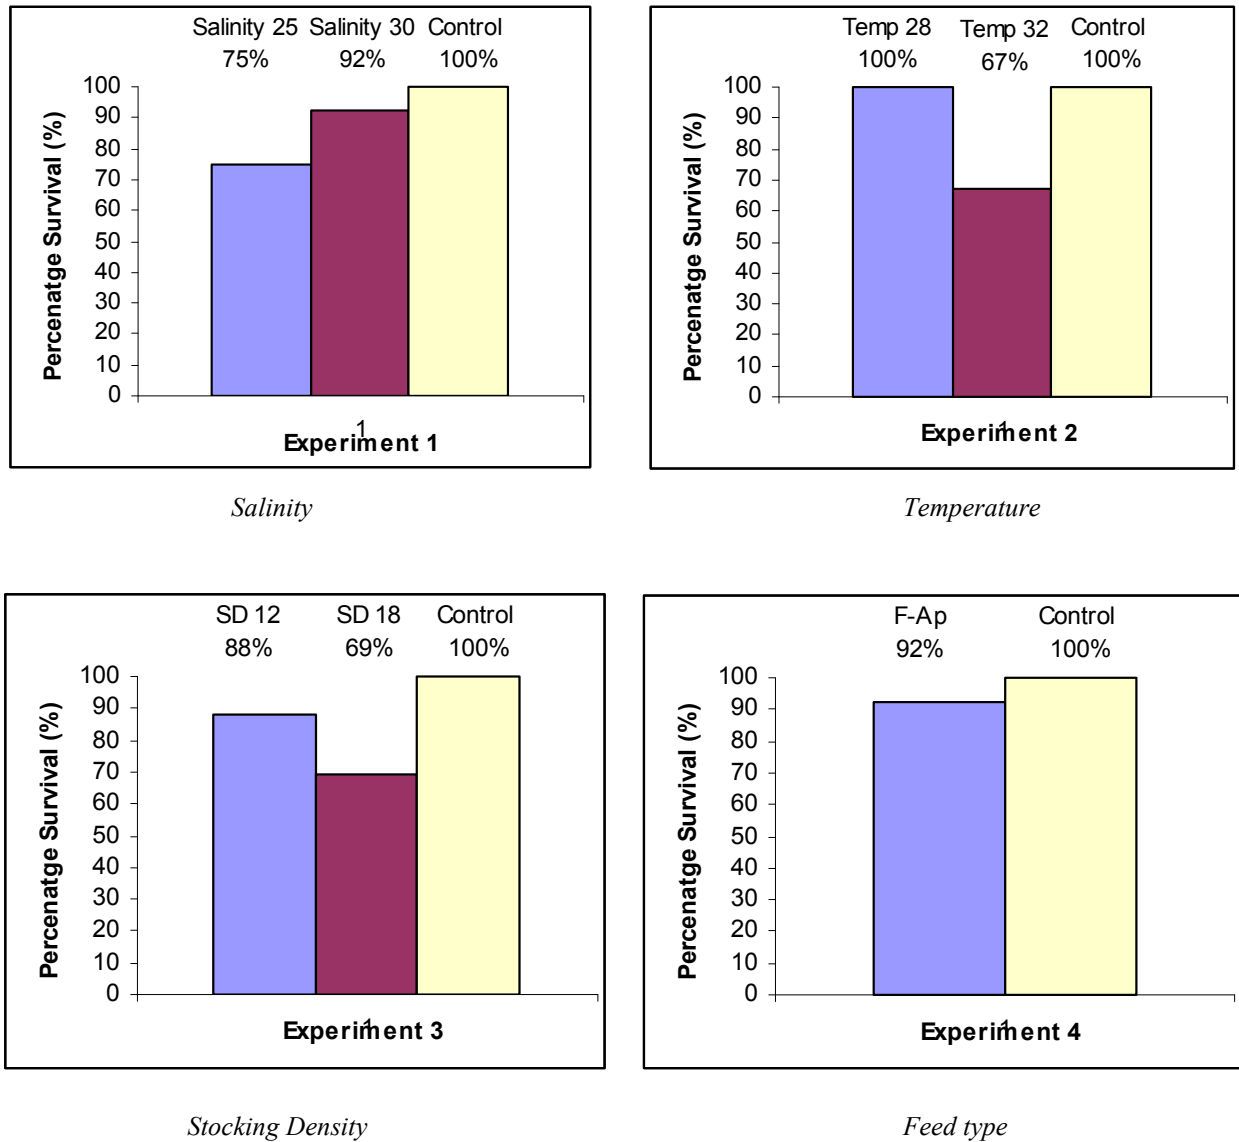 Salinity 25 Salinity 30 Control
75% 92% 100%
Percenatge Survival (%)
100
90
80
70
60
50
40
30
20
10
0
1
Experiment 1
Salinity
Temp 28 Temp 32 Control
100% 67% 100%
Percenatge Survival (%)
100
90
80
70
60
50
40
30
20
10
0
1
Experiment 2
Temperature
SD 12 SD 18 Control
88% 69% 100%
Percenatge Survival (%)
100
90
80
70
60
50
40
30
20
10
0
1
Experiment 3
Stocking Density
F-Ap Control
92% 100%
Percenatge Survival (%)
100
90
80
70
60
50
40
30
20
10
0
1
Experiment 4
Feed type